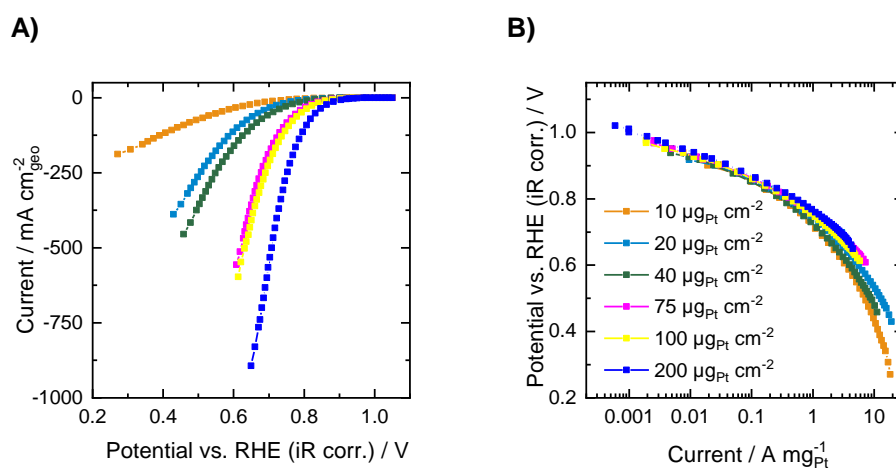 A)
B)
0
-250
-500
-750
-1000
0.2 0.4 0.6 0.8 1.0
Current / mA cm⁻²geo
Potential vs. RHE (iR corr.) / V
1.0
0.8
0.6
0.4
0.2
0.001 0.01 0.1 1 10
Potential vs. RHE (iR corr.) / V
Current / A mg⁻¹Pt
10 µgPt cm⁻²
20 µgPt cm⁻²
40 µgPt cm⁻²
75 µgPt cm⁻²
100 µgPt cm⁻²
200 µgPt cm⁻²